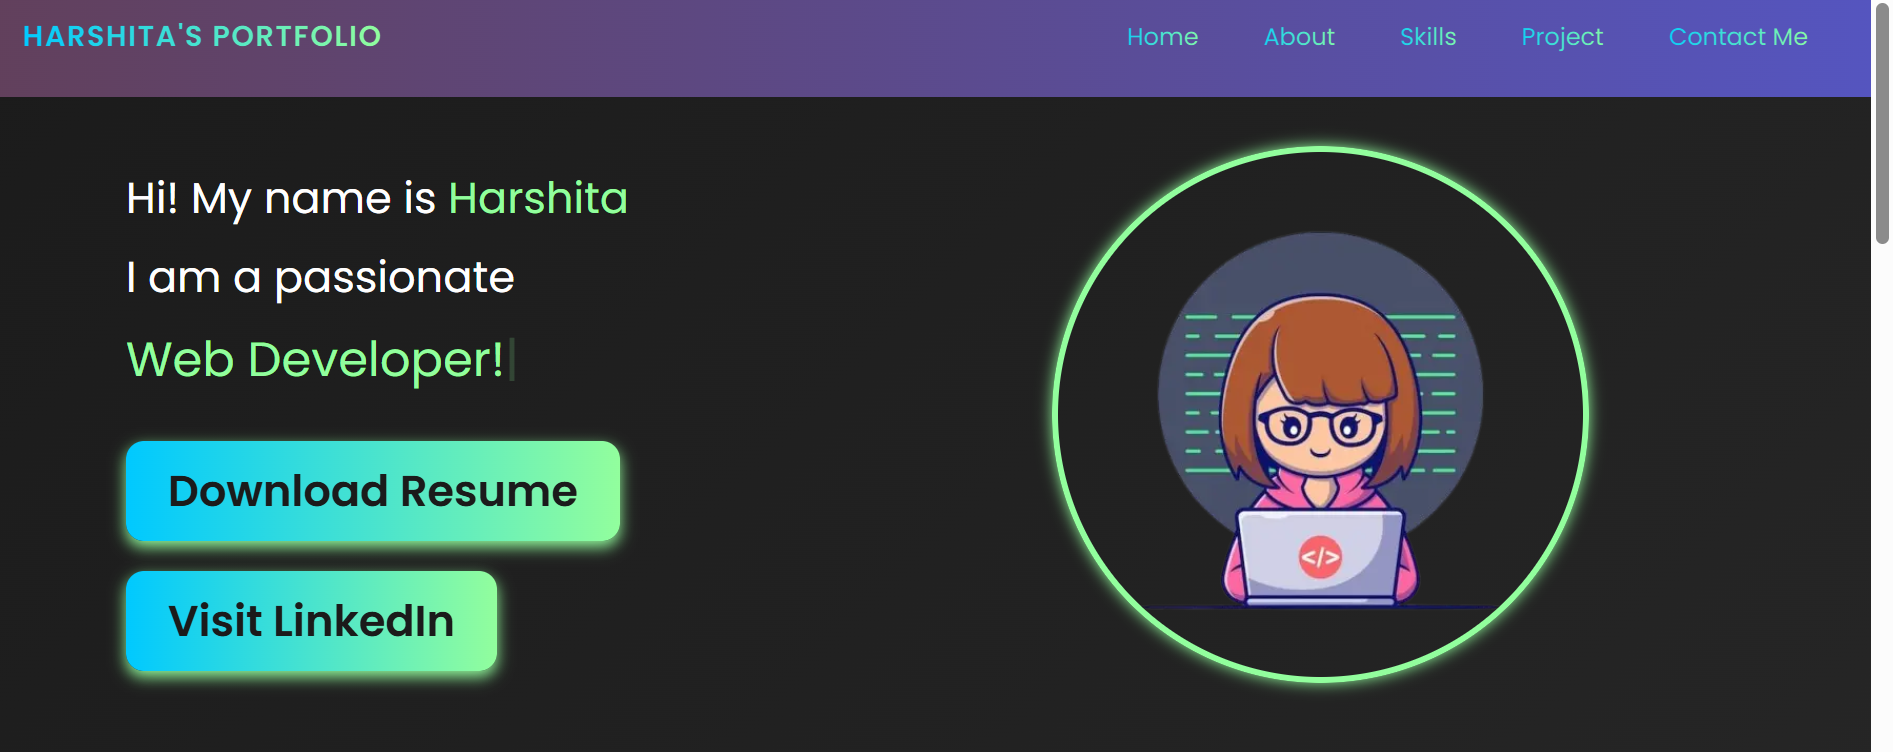 HARSHITA'S PORTFOLIO
Home About Skills Project Contact Me
Hi! My name is Harshita
I am a passionate
Web Developer!
Download Resume
Visit LinkedIn
</>